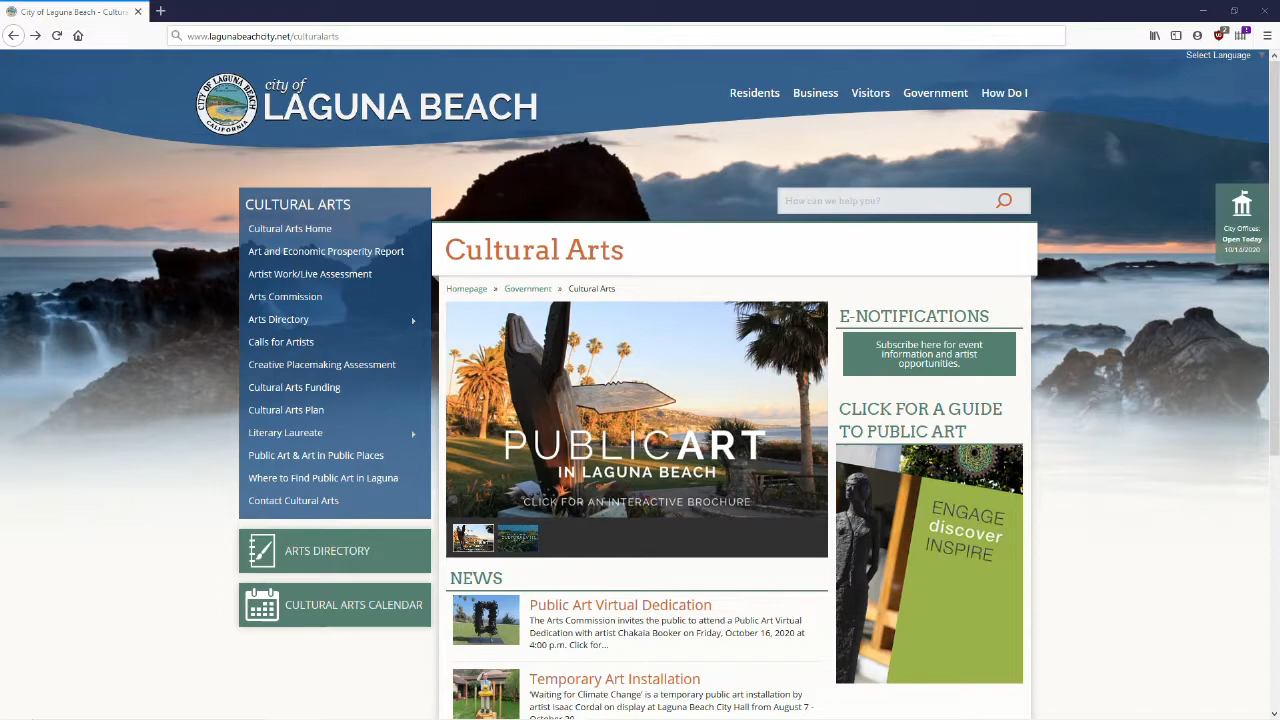 City of Laguna Beach - Cultura
www.lagunabeachcity.net/culturalarts
Select Language
CITY OF LAGUNA BEACH
CALIFORNIA
city of
LAGUNA BEACH
Residents Business Visitors Government How Do I
How can we help you?
City Offices:
Open Today
10/14/2020
CULTURAL ARTS
Cultural Arts Home
Art and Economic Prosperity Report
Artist Work/Live Assessment
Arts Commission
Arts Directory
Calls for Artists
Creative Placemaking Assessment
Cultural Arts Funding
Cultural Arts Plan
Literary Laureate
Public Art & Art in Public Places
Where to Find Public Art in Laguna
Contact Cultural Arts
ARTS DIRECTORY
CULTURAL ARTS CALENDAR
Cultural Arts
Homepage » Government » Cultural Arts
PUBLICART
IN LAGUNA BEACH
CLICK FOR AN INTERACTIVE BROCHURE
NEWS
Public Art Virtual Dedication
The Arts Commission invites the public to attend a Public Art Virtual
Dedication with artist Chakaia Booker on Friday, October 16, 2020 at
4:00 p.m. Click for...
Temporary Art Installation
'Waiting for Climate Change' is a temporary public art installation by
artist Isaac Cordal on display at Laguna Beach City Hall from August 7 -
October 20
E-NOTIFICATIONS
Subscribe here for event
information and artist
opportunities.
CLICK FOR A GUIDE
TO PUBLIC ART
ENGAGE
discover
INSPIRE